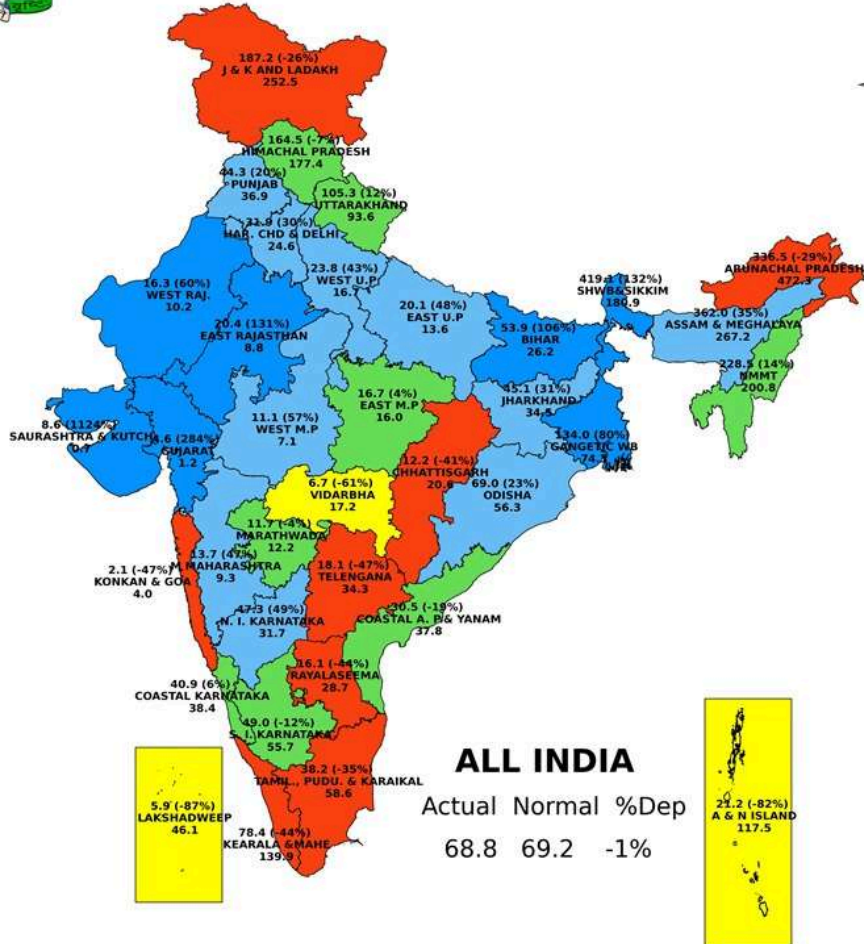 187.2 (-26%)
J & K AND LADAKH
252.5
164.5 (-7%)
HIMACHAL PRADESH
177.4
44.3 (20%)
PUNJAB
36.9
105.3 (12%)
UTTARAKHAND
93.6
31.9 (30%)
HAR. CHD & DELHI
24.6
23.8 (43%)
WEST U.P
16.3 (60%)
WEST RAJ.
10.2
20.4 (131%)
EAST RAJASTHAN
8.8
20.1 (48%)
EAST U.P
13.6
53.9 (106%)
BIHAR
26.2
419.1 (132%)
SHWB&SIKKIM
180.9
336.5 (-29%)
ARUNACHAL PRADESH
472.3
362.0 (35%)
ASSAM & MEGHALAYA
267.2
228.5 (14%)
NMMT
200.8
8.6 (1124%)
SAURASHTRA & KUTCH
0.7
(284%)
GUJARAT
1.2
11.1 (57%)
WEST M.P
7.1
16.7 (4%)
EAST M.P
16.0
45.1 (31%)
JHARKHAND
34.5
134.0 (80%)
GANGETIC WB
12.2 (-41%)
CHHATTISGARH
6.7 (-61%)
VIDARBHA
17.2
69.0 (23%)
ODISHA
56.3
11.7 (-4%)
MARATHWADA
12.2
2.1 (-47%)
KONKAN & GOA
4.0
13.7 (47%)
M.MAHARASHTRA
9.3
18.1 (-47%)
TELENGANA
34.3
47.3 (49%)
N. I. KARNATAKA
31.7
30.5 (-19%)
COASTAL A. P & YANAM
37.8
16.1 (-44%)
RAYALASEEMA
28.7
40.9 (6%)
COASTAL KARNATAKA
38.4
49.0 (-12%)
S. I. KARNATAKA
55.7
38.2 (-35%)
TAMIL., PUDU. & KARAIKAL
58.6
5.9 (-87%)
LAKSHADWEEP
46.1
78.4 (-44%)
KEARALA &MAHE
139.9
21.2 (-82%)
A & N ISLAND
117.5
ALL INDIA
Actual Normal %Dep
68.8 69.2 -1%